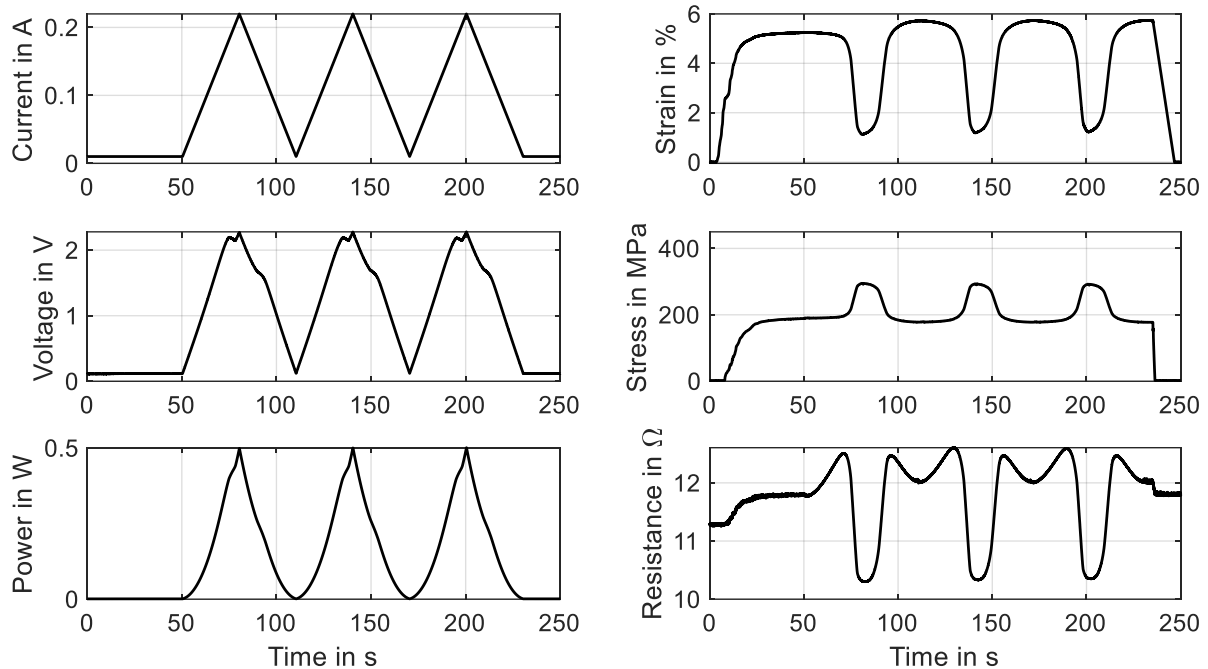 Current in A
0.2
0.1
0
0 50 100 150 200 250
Strain in %
6
4
2
0
0 50 100 150 200 250
Voltage in V
2
1
0
0 50 100 150 200 250
Stress in MPa
400
200
0
0 50 100 150 200 250
Power in W
0.5
0
0 50 100 150 200 250
Time in s
Resistance in Ω
12
11
10
0 50 100 150 200 250
Time in s